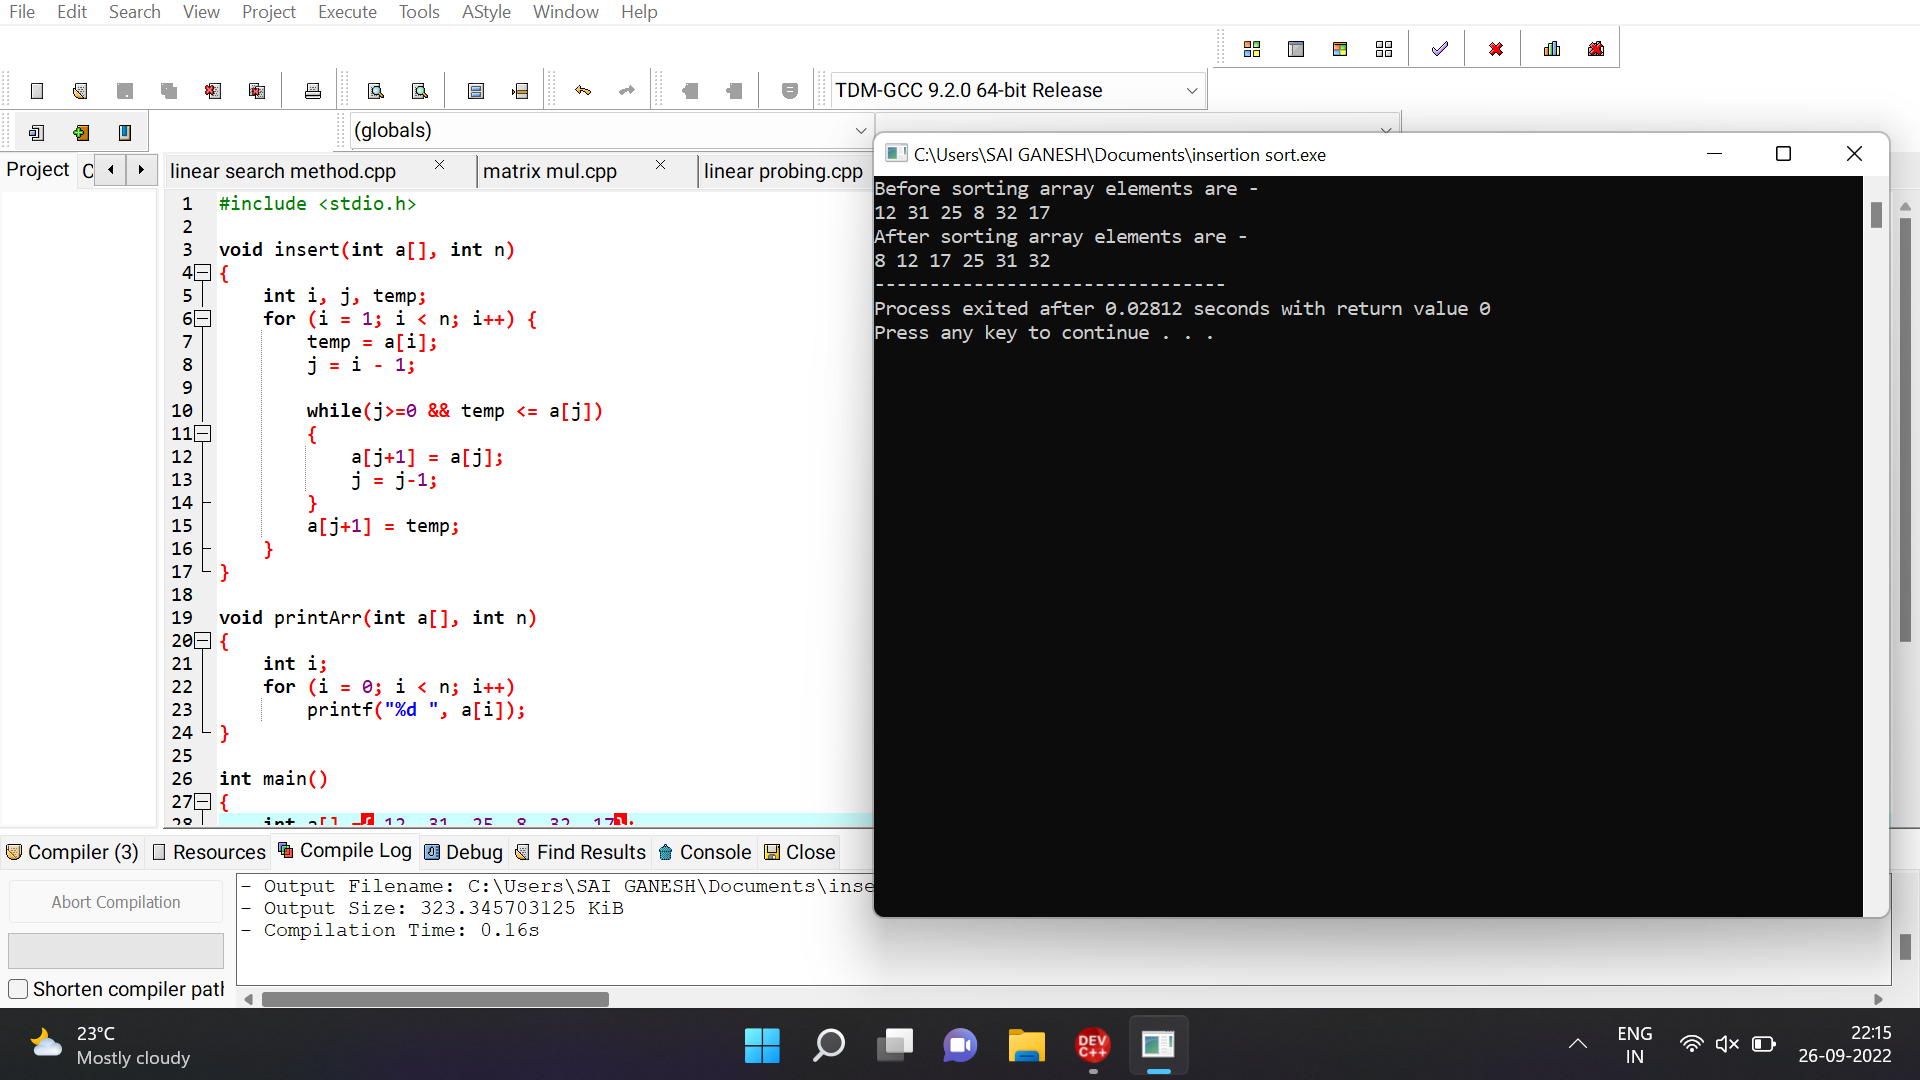 File Edit Search View Project Execute Tools AStyle Window Help
TDM-GCC 9.2.0 64-bit Release
(globals)
Project
linear search method.cpp matrix mul.cpp linear probing.cpp
1 #include <stdio.h>
2
3 void insert(int a[], int n)
4 {
5 int i, j, temp;
6 for (i = 1; i < n; i++) {
7 temp = a[i];
8 j = i - 1;
9
10 while(j>=0 && temp <= a[j])
11 {
12 a[j+1] = a[j];
13 j = j-1;
14 }
15 a[j+1] = temp;
16 }
17 }
18
19 void printArr(int a[], int n)
20 {
21 int i;
22 for (i = 0; i < n; i++)
23 printf("%d ", a[i]);
24 }
25
26 int main()
27 {
28 int a[] ={ 12, 31, 25, 8, 32, 17};
C:\Users\SAI GANESH\Documents\insertion sort.exe
Before sorting array elements are -
12 31 25 8 32 17
After sorting array elements are -
8 12 17 25 31 32
--------------------------------
Process exited after 0.02812 seconds with return value 0
Press any key to continue . . .
Compiler (3) Resources Compile Log Debug Find Results Console Close
Abort Compilation
Shorten compiler path
- Output Filename: C:\Users\SAI GANESH\Documents\inse
- Output Size: 323.345703125 KiB
- Compilation Time: 0.16s
23°C
Mostly cloudy
DEV
C++
ENG
IN
22:15
26-09-2022